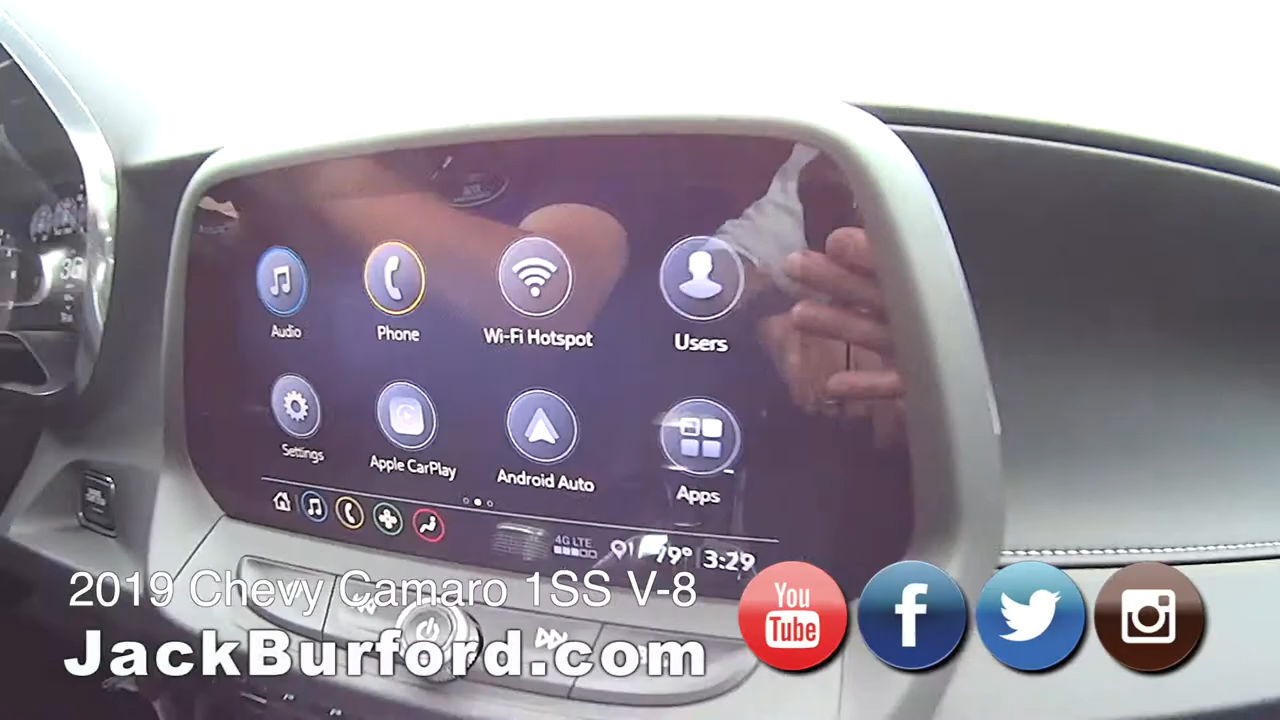 Audio
Phone
Wi-Fi Hotspot
Users
Settings
Apple CarPlay
Android Auto
Apps
4G LTE
79° 3:29
2019 Chevy Camaro 1SS V-8
JackBurford.com
You
Tube
f